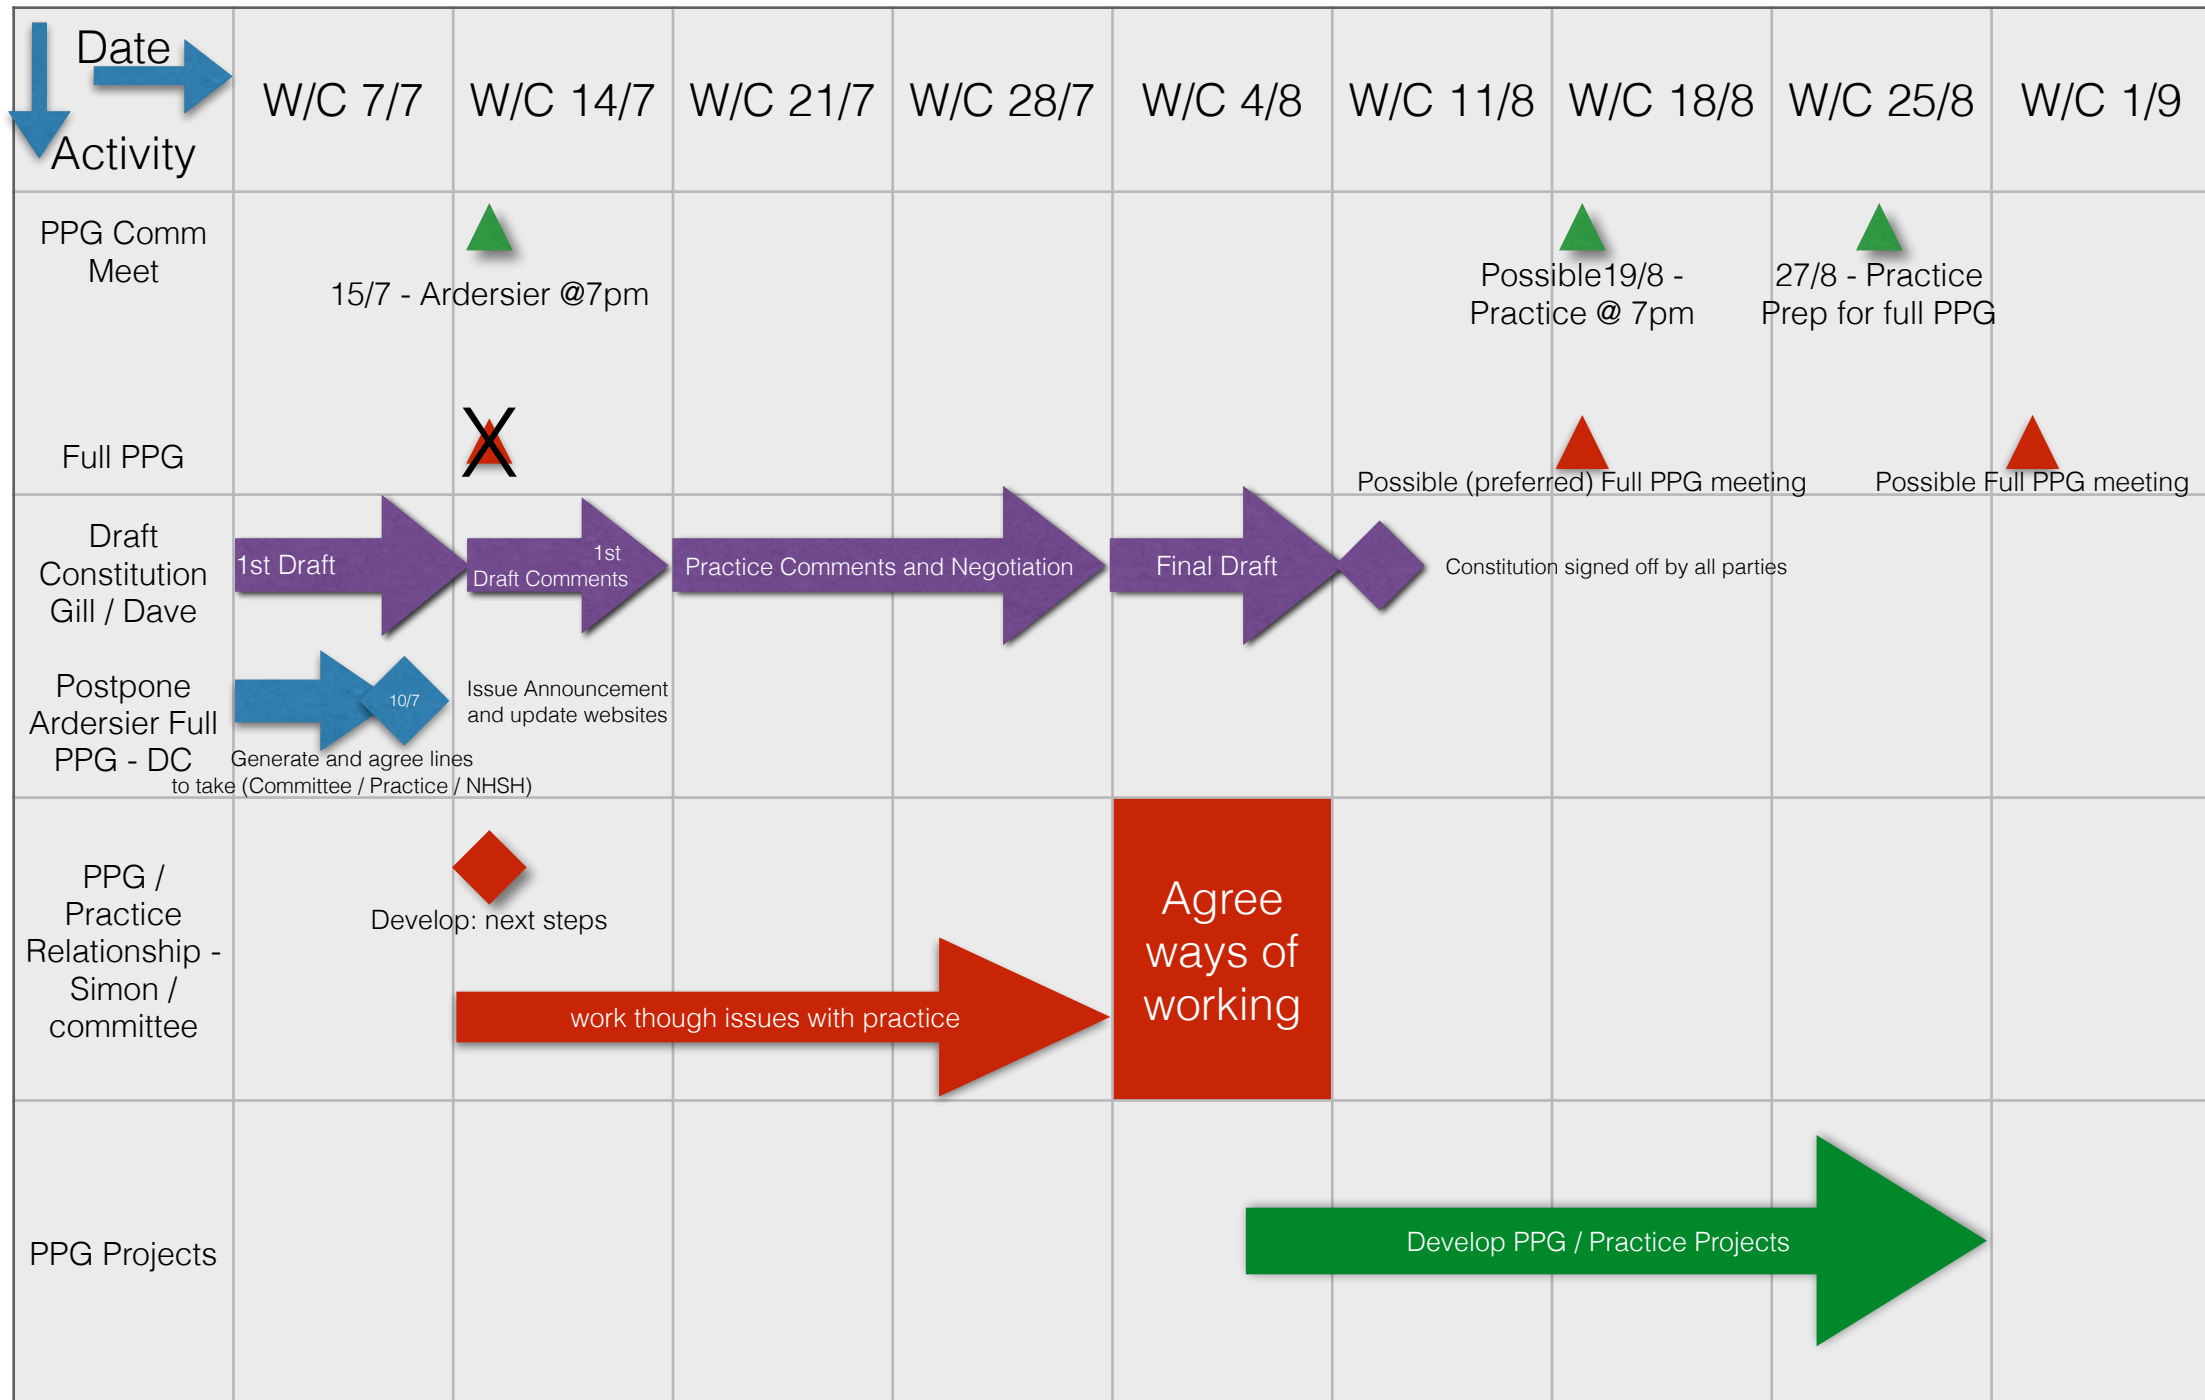 Date
Activity
W/C 7/7
W/C 14/7
W/C 21/7
W/C 28/7
W/C 4/8
W/C 11/8
W/C 18/8
W/C 25/8
W/C 1/9
PPG Comm
Meet
15/7 - Ardersier @7pm
Possible19/8 -
Practice @ 7pm
27/8 - Practice
Prep for full PPG
Full PPG
X
Possible (preferred) Full PPG meeting
Possible Full PPG meeting
Draft
Constitution
Gill / Dave
1st Draft
1st
Draft Comments
Practice Comments and Negotiation
Final Draft
Constitution signed off by all parties
Postpone
Ardersier Full
PPG - DC
10/7
Issue Announcement
and update websites
Generate and agree lines
to take (Committee / Practice / NHSH)
PPG /
Practice
Relationship -
Simon /
committee
Develop: next steps
work though issues with practice
Agree
ways of
working
PPG Projects
Develop PPG / Practice Projects